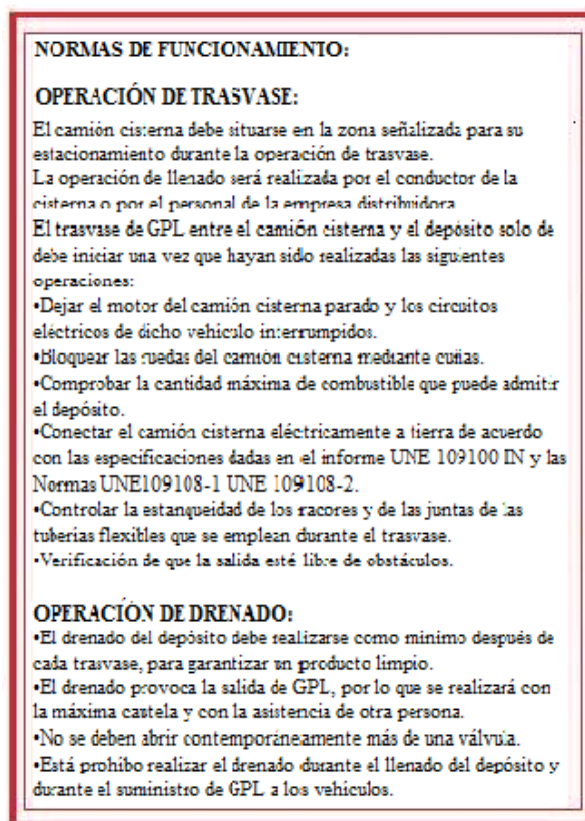 NORMAS DE FUNCIONAMIENTO:
OPERACIÓN DE TRASVASE:
El camión cisterna debe situarse en la zona señalizada para su
estacionamiento durante la operación de trasvase.
La operación de llenado será realizada por el conductor de la
cisterna o por el personal de la empresa distribuidora
El trasvase de GPL entre el camión cisterna y el depósito solo de
debe iniciar una vez que hayan sido realizadas las siguientes
operaciones:
•Dejar el motor del camión cisterna parado y los circuitos
eléctricos de dicho vehículo interrumpidos.
•Bloquear las ruedas del camión cisterna mediante cuñas.
•Comprobar la cantidad máxima de combustible que puede admitir
el depósito.
•Conectar el camión cisterna eléctricamente a tierra de acuerdo
con las especificaciones dadas en el informe UNE 109100 IN y las
Normas UNE109108-1 UNE 109108-2.
•Controlar la estanqueidad de los racores y de las juntas de las
tuberías flexibles que se emplean durante el trasvase.
•Verificación de que la salida esté libre de obstáculos.
OPERACIÓN DE DRENADO:
•El drenado del depósito debe realizarse como mínimo después de
cada trasvase, para garantizar un producto limpio.
•El drenado provoca la salida de GPL, por lo que se realizará con
la máxima cautela y con la asistencia de otra persona.
•No se deben abrir contemporáneamente más de una válvula.
•Está prohibo realizar el drenado durante el llenado del depósito y
durante el suministro de GPL a los vehículos.